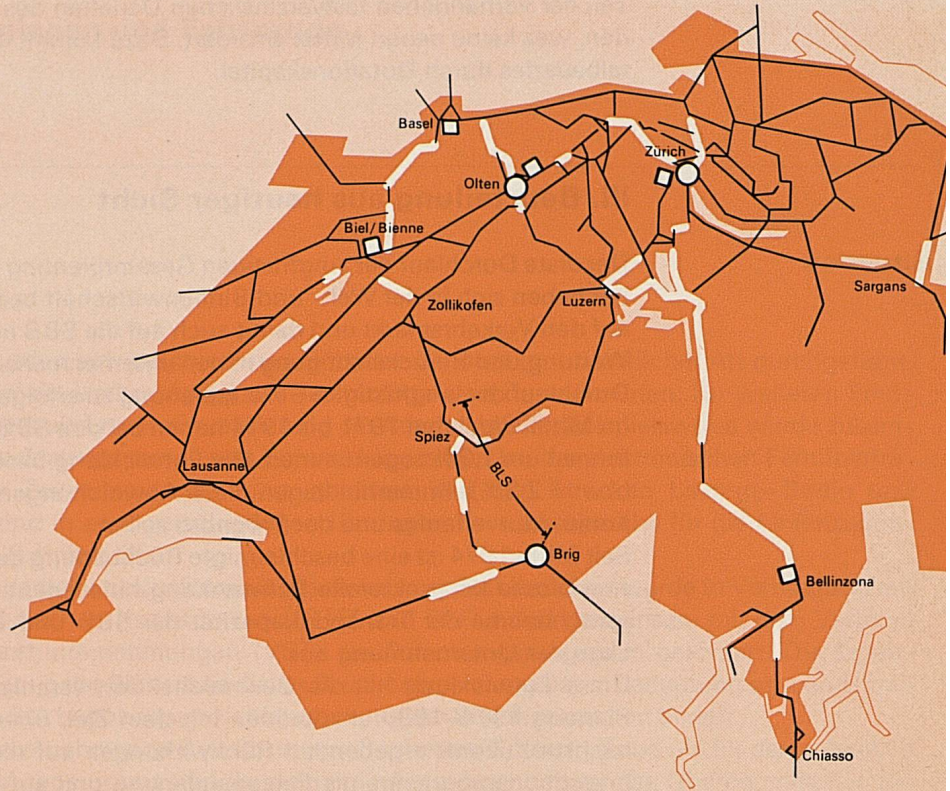 Basel
Zürich
Olten
Biel/Bienne
Sargans
Zollikofen
Luzern
Spiez
Lausanne
BLS
Brig
Bellinzona
Chiasso